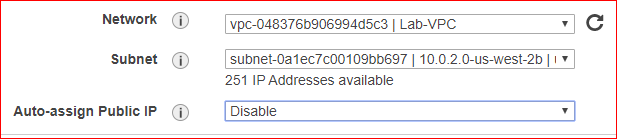 Network i vpc-048376b906994d5c3 | Lab-VPC
Subnet i subnet-0a1ec7c00109bb697 | 10.0.2.0-us-west-2b |
251 IP Addresses available
Auto-assign Public IP i Disable